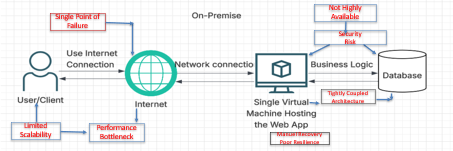 Single Point of
Failure
On-Premise
Not Highly
Available
Security
Risk
Use Internet
Connection
Network connectio
Business Logic
User/Client
Internet
Single Virtual
Machine Hosting
the Web App
Database
Tightly Coupled
Architecture
Limited
Scalability
Performance
Bottleneck
Manual Recovery
Poor Resilience